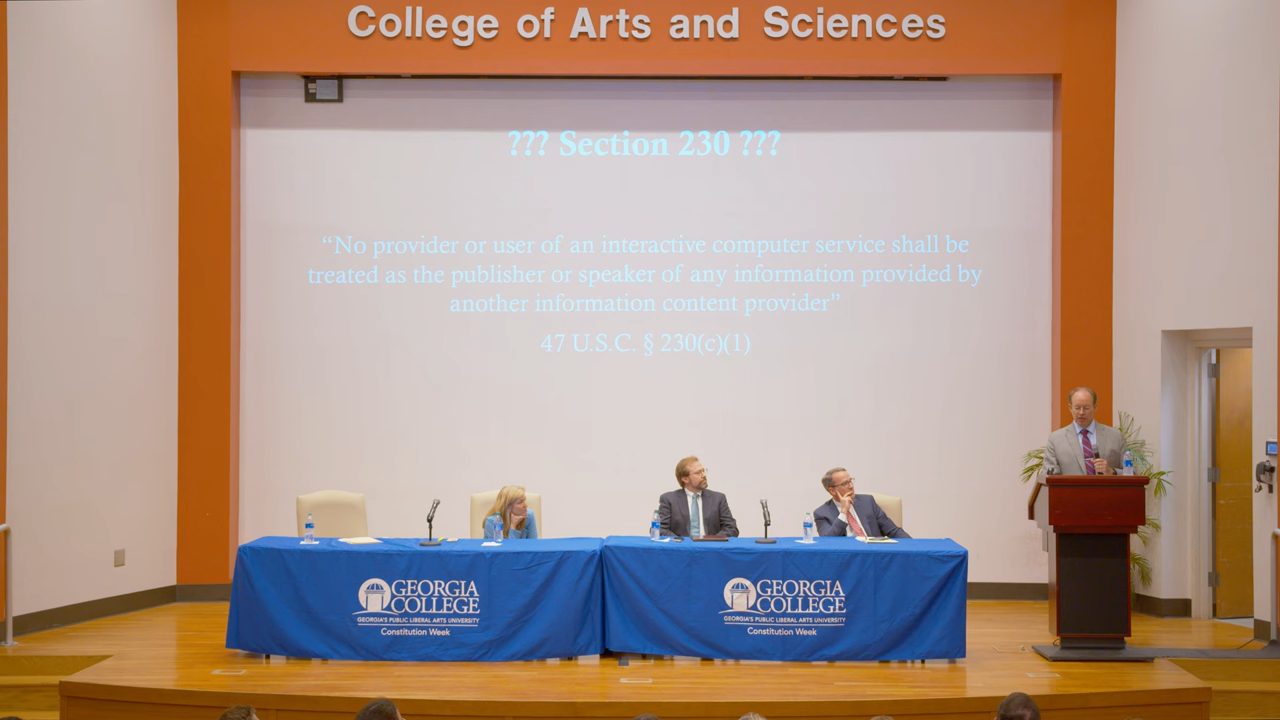 College of Arts and Sciences
??? Section 230 ???
“No provider or user of an interactive computer service shall be
treated as the publisher or speaker of any information provided by
another information content provider”
47 U.S.C. § 230(c)(1)
GEORGIA
COLLEGE
GEORGIA'S PUBLIC LIBERAL ARTS UNIVERSITY
Constitution Week
GEORGIA
COLLEGE
GEORGIA'S PUBLIC LIBERAL ARTS UNIVERSITY
Constitution Week